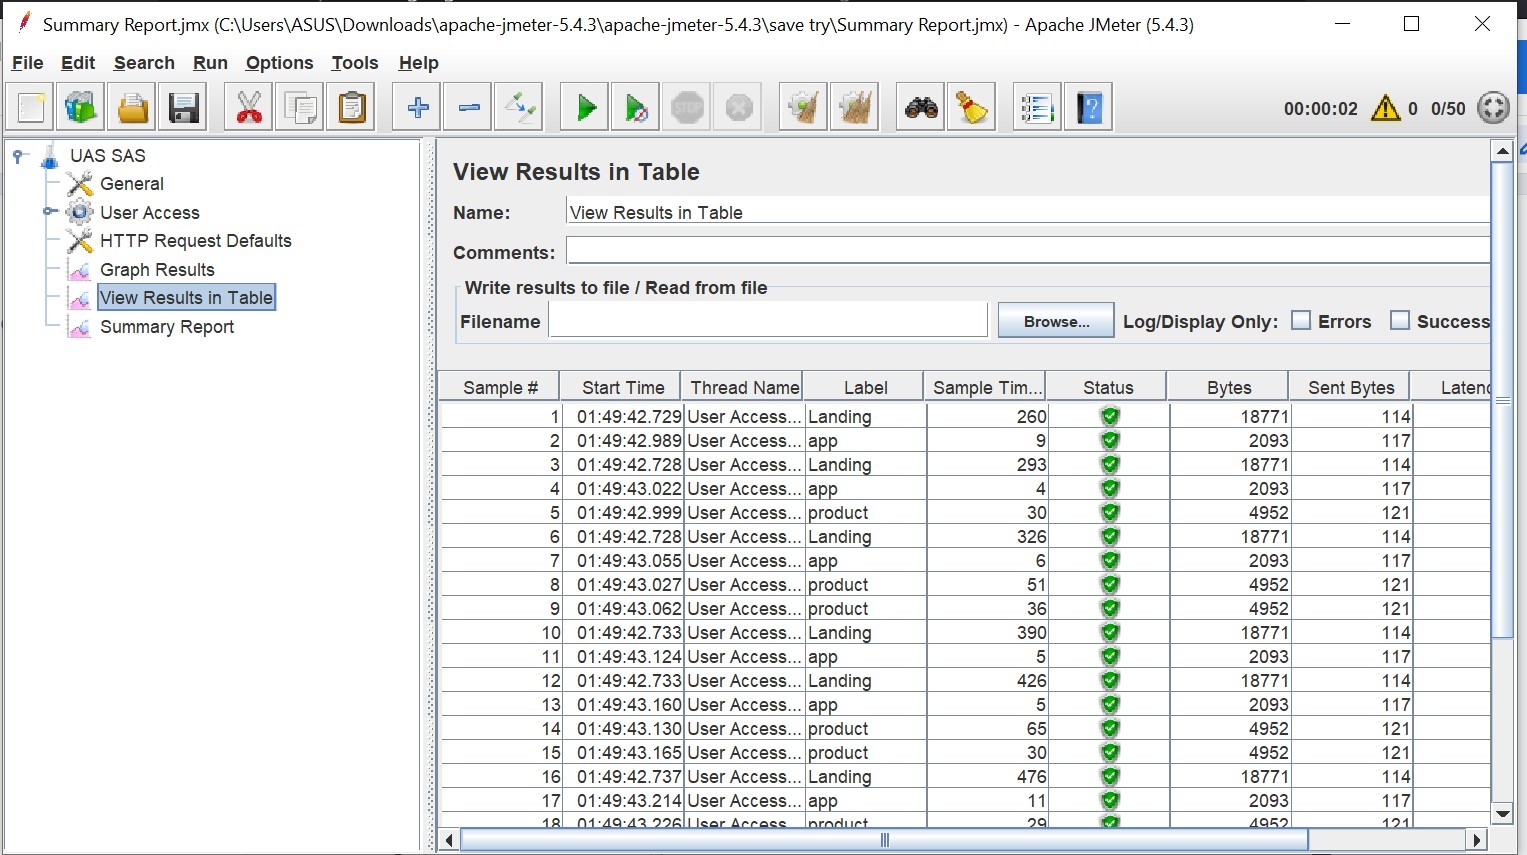 Summary Report.jmx (C:\Users\ASUS\Downloads\apache-jmeter-5.4.3\apache-jmeter-5.4.3\save try\Summary Report.jmx) - Apache JMeter (5.4.3)
File Edit Search Run Options Tools Help
STOP
00:00:02 0 0/50
UAS SAS
General
User Access
HTTP Request Defaults
Graph Results
View Results in Table
Summary Report
View Results in Table
Name: View Results in Table
Comments:
Write results to file / Read from file
Filename Browse... Log/Display Only: Errors Success
Sample # Start Time Thread Name Label Sample Tim... Status Bytes Sent Bytes Latenc
1 01:49:42.729 User Access... Landing 260 18771 114
2 01:49:42.989 User Access... app 9 2093 117
3 01:49:42.728 User Access... Landing 293 18771 114
4 01:49:43.022 User Access... app 4 2093 117
5 01:49:42.999 User Access... product 30 4952 121
6 01:49:42.728 User Access... Landing 326 18771 114
7 01:49:43.055 User Access... app 6 2093 117
8 01:49:43.027 User Access... product 51 4952 121
9 01:49:43.062 User Access... product 36 4952 121
10 01:49:42.733 User Access... Landing 390 18771 114
11 01:49:43.124 User Access... app 5 2093 117
12 01:49:42.733 User Access... Landing 426 18771 114
13 01:49:43.160 User Access... app 5 2093 117
14 01:49:43.130 User Access... product 65 4952 121
15 01:49:43.165 User Access... product 30 4952 121
16 01:49:42.737 User Access... Landing 476 18771 114
17 01:49:43.214 User Access... app 11 2093 117
18 01:49:43.226 User Access... product 29 4952 121